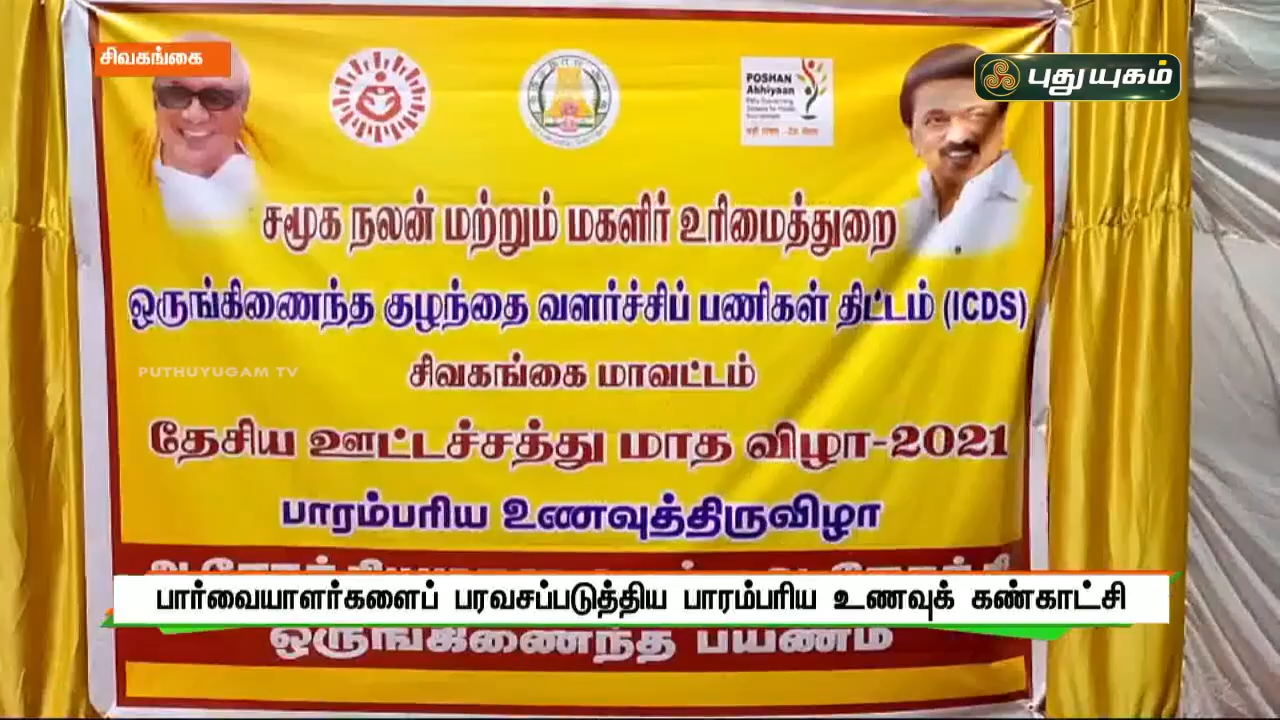 சிவகங்கை
புதுயுகம்
POSHAN
Abhiyaan
சமூக நலன் மற்றும் மகளிர் உரிமைத்துறை
ஒருங்கிணைந்த குழந்தை வளர்ச்சிப் பணிகள் திட்டம் (ICDS)
சிவகங்கை மாவட்டம்
PUTHUYUGAM TV
தேசிய ஊட்டச்சத்து மாத விழா-2021
பாரம்பரிய உணவுத்திருவிழா
பார்வையாளர்களைப் பரவசப்படுத்திய பாரம்பரிய உணவுக் கண்காட்சி
ஒருங்கிணைந்த பயணம்